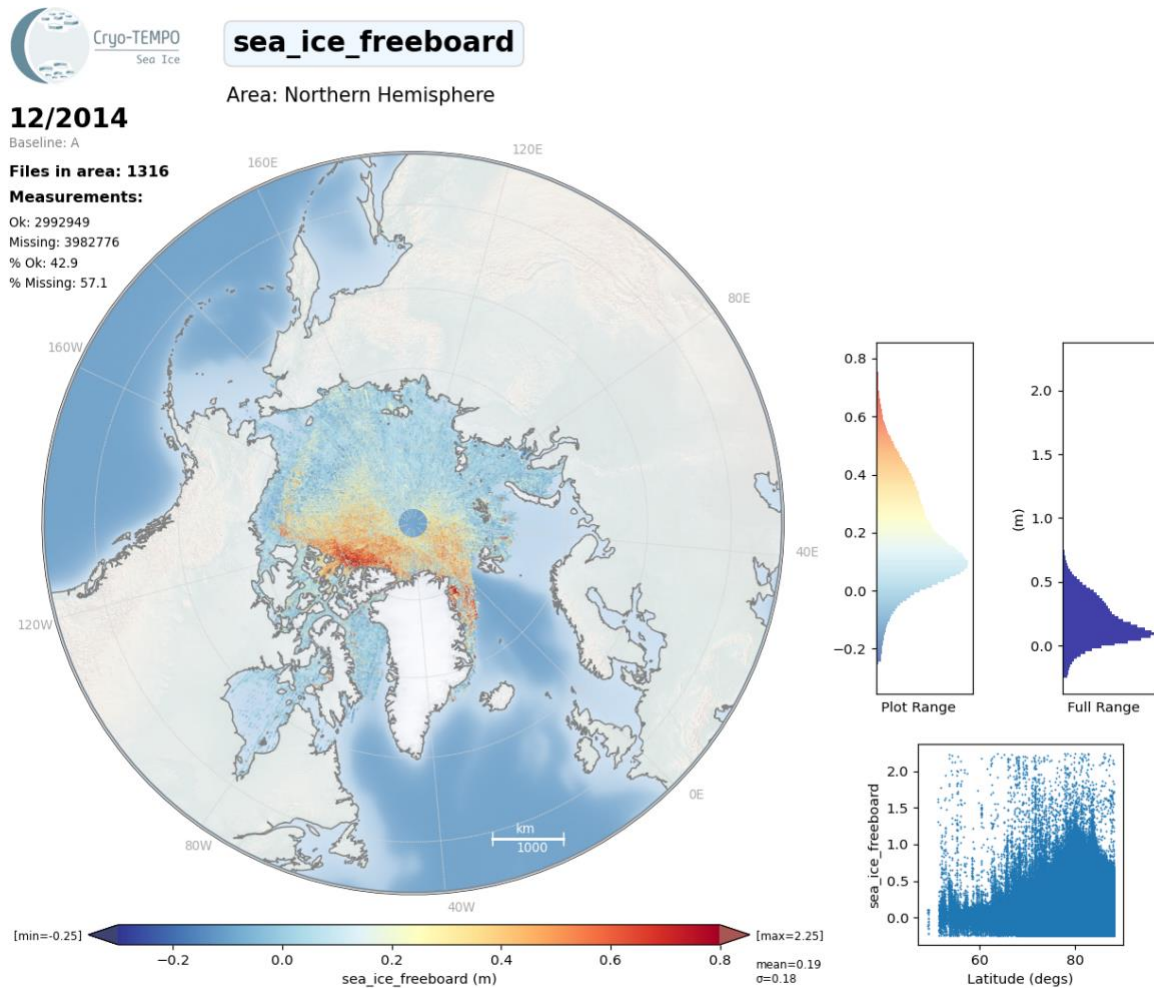 Cryo-TEMPO
Sea Ice
sea_ice_freeboard
Area: Northern Hemisphere
12/2014
Baseline: A
Files in area: 1316
Measurements:
Ok: 2992949
Missing: 3982776
% Ok: 42.9
% Missing: 57.1
160E
120E
80E
160W
40E
120W
0E
80W
40W
km
1000
0.8
0.6
0.4
0.2
0.0
−0.2
Plot Range
2.0
1.5
1.0
0.5
0.0
(m)
Full Range
2.0
1.5
1.0
0.5
0.0
sea_ice_freeboard
60
80
Latitude (degs)
[min=-0.25]
[max=2.25]
−0.2
0.0
0.2
0.4
0.6
0.8
mean=0.19
σ=0.18
sea_ice_freeboard (m)